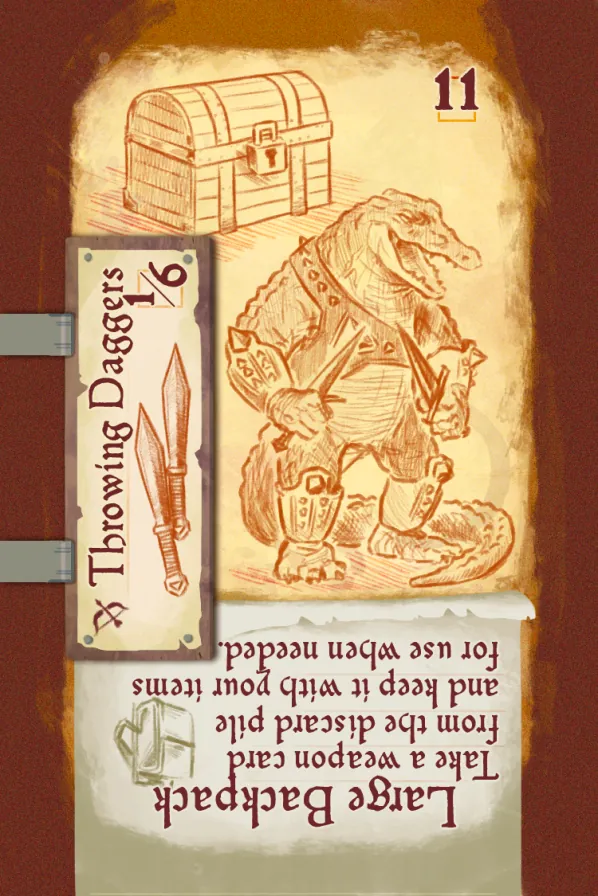 11
Throwing Daggers
1/6
Large Backpack
Take a weapon card
from the discard pile
and keep it with your items
for use when needed.